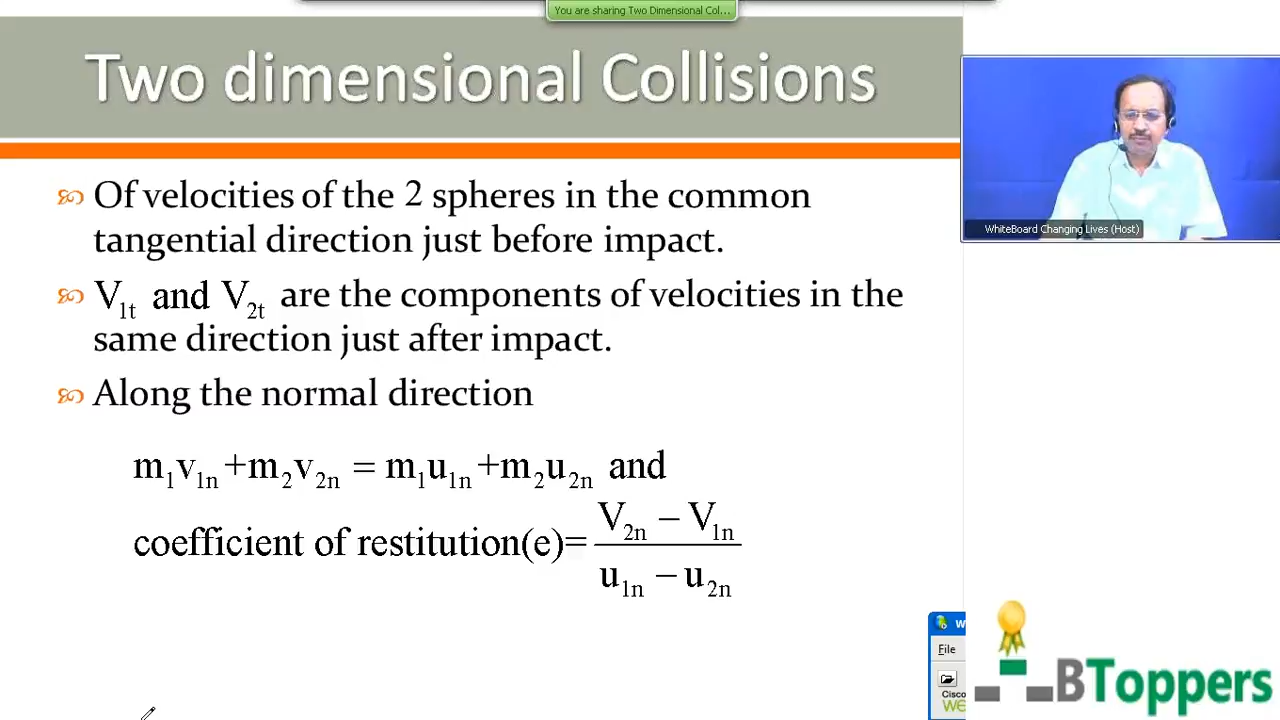 You are sharing Two Dimensional Col...
Two dimensional Collisions
Of velocities of the 2 spheres in the common
tangential direction just before impact.
V₁t and V₂t are the components of velocities in the
same direction just after impact.
Along the normal direction
m₁v₁n+m₂v₂n = m₁u₁n+m₂u₂n and
coefficient of restitution(e)= (V₂n − V₁n) / (u₁n − u₂n)
WhiteBoard Changing Lives (Host)
W
File
Cisco
we
BToppers